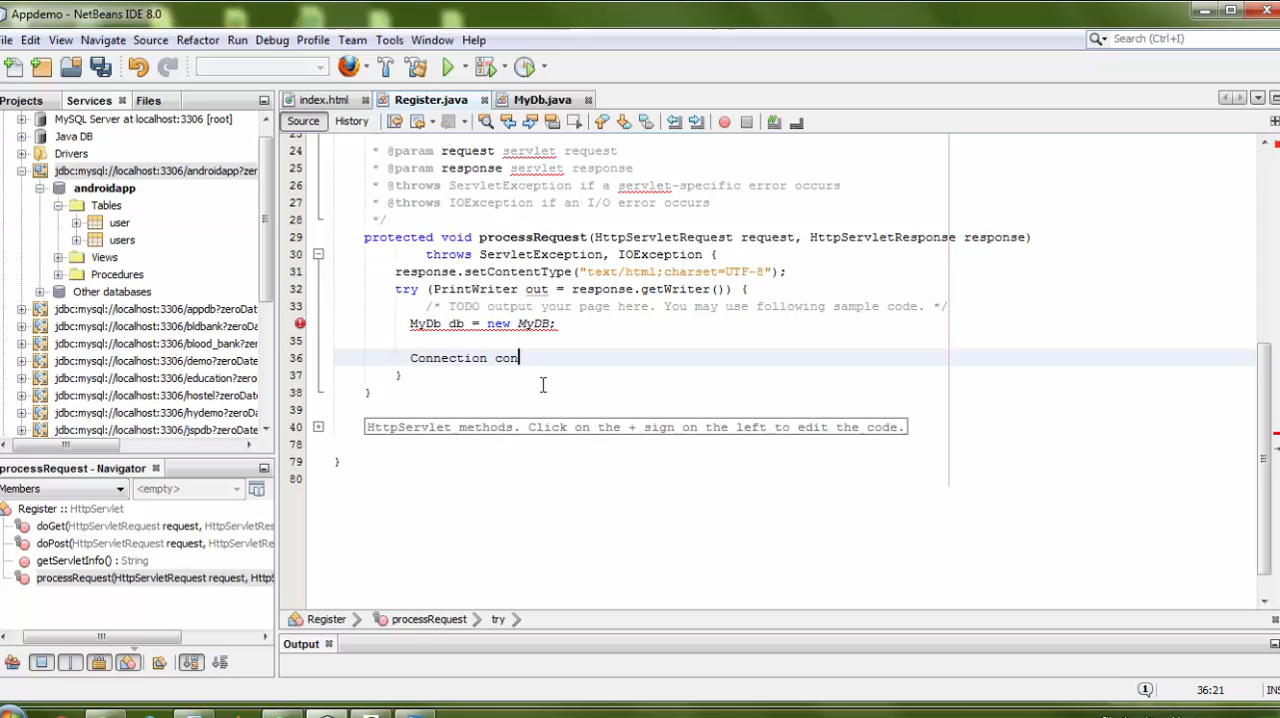 Appdemo - NetBeans IDE 8.0
File Edit View Navigate Source Refactor Run Debug Profile Team Tools Window Help
Search (Ctrl+I)
Projects Services Files
index.html Register.java MyDb.java
Source History
MySQL Server at localhost:3306 [root]
Java DB
Drivers
jdbc:mysql://localhost:3306/androidapp?zer
androidapp
Tables
user
users
Views
Procedures
Other databases
jdbc:mysql://localhost:3306/appdb?zeroDat
jdbc:mysql://localhost:3306/bldbank?zeroD
jdbc:mysql://localhost:3306/blood_bank?ze
jdbc:mysql://localhost:3306/demo?zeroDate
jdbc:mysql://localhost:3306/education?zer
jdbc:mysql://localhost:3306/hostel?zeroDat
jdbc:mysql://localhost:3306/hydemo?zeroDa
jdbc:mysql://localhost:3306/jspdb?zeroDate
23
24 * @param request servlet request
25 * @param response servlet response
26 * @throws ServletException if a servlet-specific error occurs
27 * @throws IOException if an I/O error occurs
28 */
29 protected void processRequest(HttpServletRequest request, HttpServletResponse response)
30 throws ServletException, IOException {
31 response.setContentType("text/html;charset=UTF-8");
32 try (PrintWriter out = response.getWriter()) {
33 /* TODO output your page here. You may use following sample code. */
MyDb db = new MyDB;
35
36 Connection con
37 }
38 }
39
40 HttpServlet methods. Click on the + sign on the left to edit the code.
78
79 }
80
processRequest - Navigator
Members <empty>
Register :: HttpServlet
doGet(HttpServletRequest request, HttpServletRes
doPost(HttpServletRequest request, HttpServletRe
getServletInfo() : String
processRequest(HttpServletRequest request, HttpS
Register processRequest try
Output
1 36:21 INS